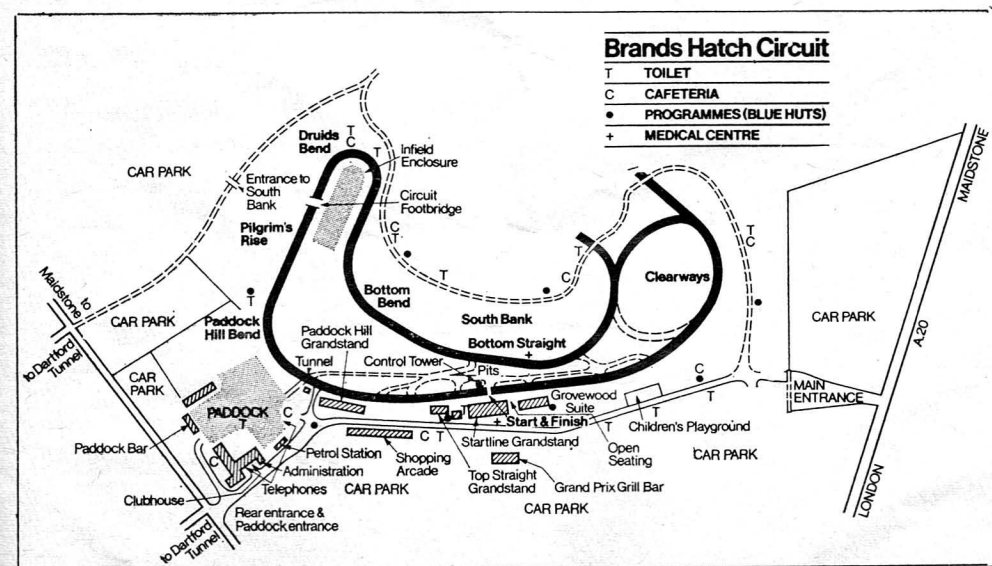 Brands Hatch Circuit
T TOILET
C CAFETERIA
● PROGRAMMES (BLUE HUTS)
+ MEDICAL CENTRE
Druids
Bend
T
C
T
Infield
Enclosure
CAR PARK
Entrance to
South
Bank
Circuit
Footbridge
Pilgrim's
Rise
C
T
T
T
C
T
C
Clearways
MAIDSTONE
A.20
LONDON
to
Maidstone
Bottom
Bend
South Bank
Bottom Straight
+
CAR PARK
T
Paddock
Hill Bend
Paddock Hill
Grandstand
Tunnel
Control Tower
Pits
CAR PARK
to Dartford
Tunnel
CAR
PARK
PADDOCK
T
C
C
MAIN
ENTRANCE
Grovewood
Suite
T
+ Start & Finish
T
T
T
Children's Playground
Startline Grandstand
Open
Seating
CAR PARK
Paddock Bar
C
Petrol Station
Administration
Telephones
Clubhouse
Shopping
Arcade
C T
Top Straight
Grandstand
Grand Prix Grill Bar
CAR PARK
CAR PARK
Rear entrance &
Paddock entrance
to Dartford
Tunnel